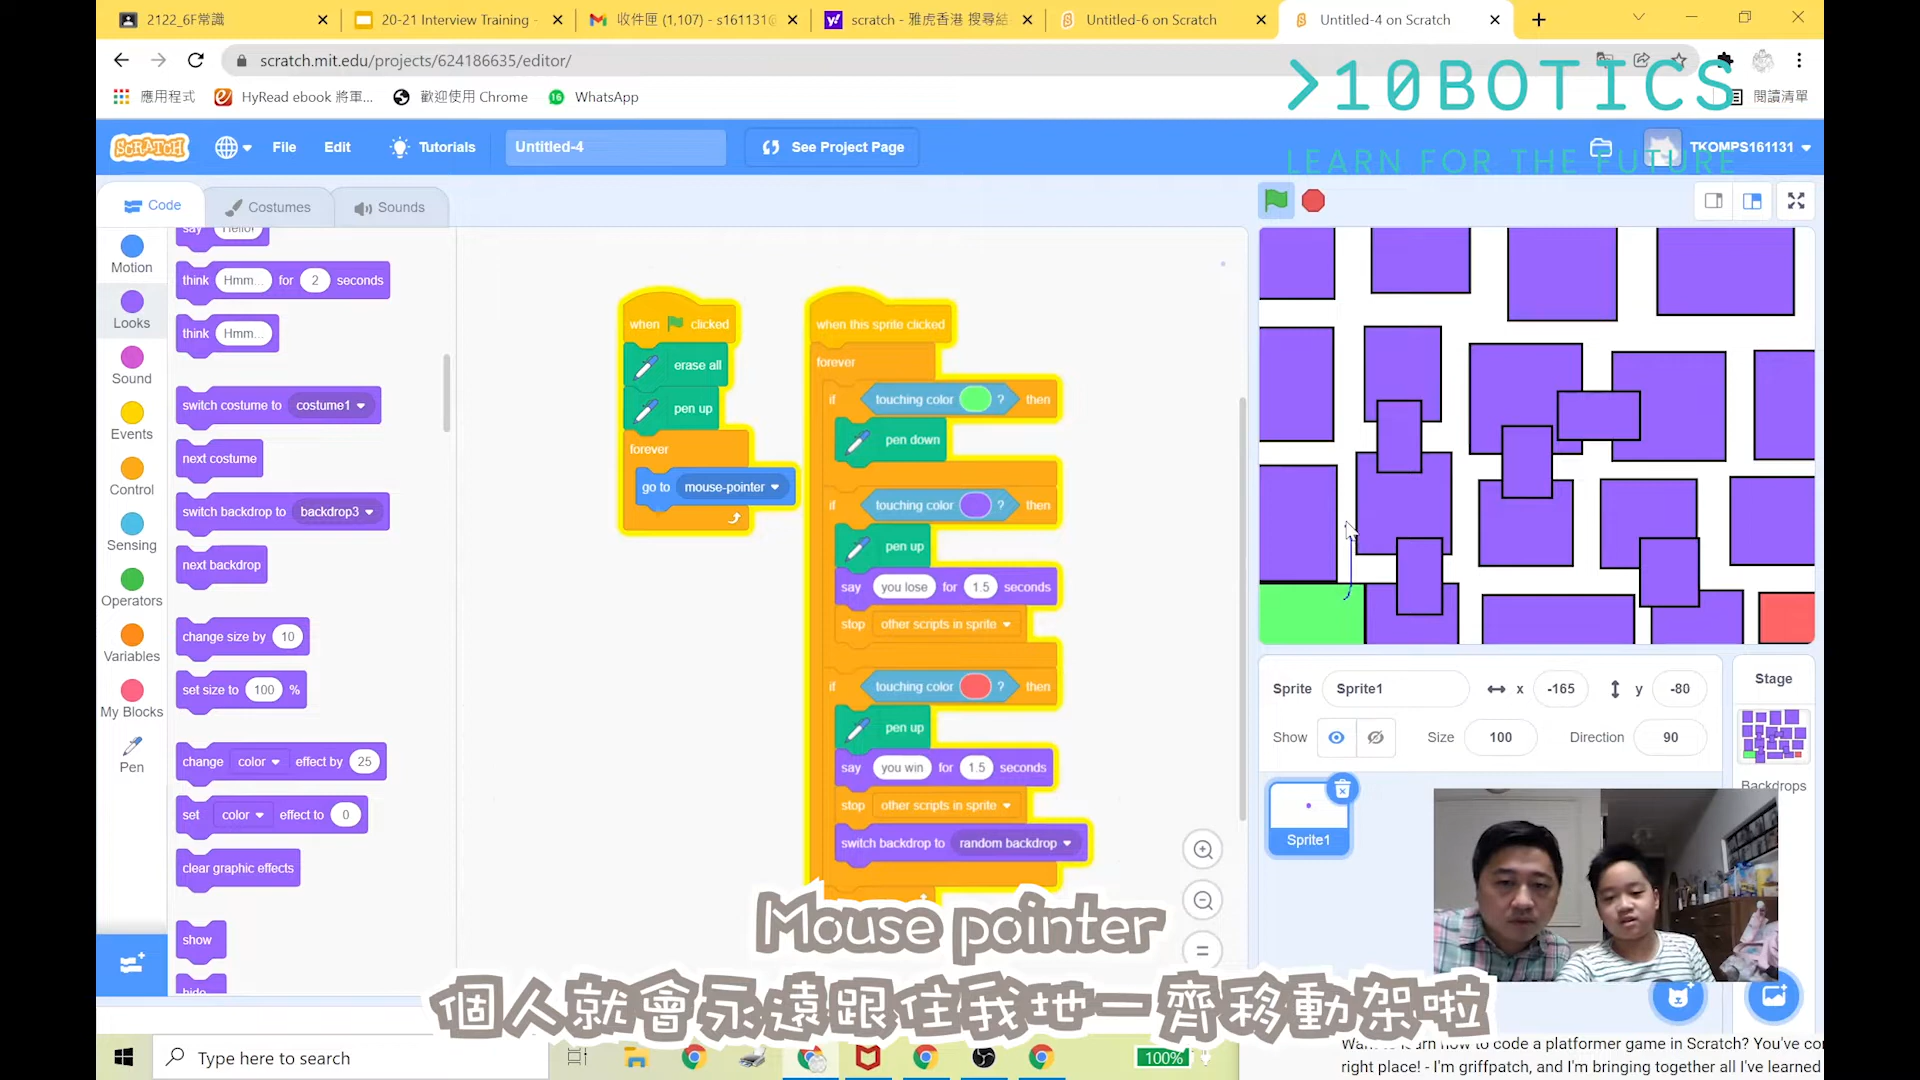 2122_6F常識
20-21 Interview Training -
收件匣 (1,107) - s161131@
scratch - 雅虎香港 搜尋結
Untitled-6 on Scratch
Untitled-4 on Scratch
scratch.mit.edu/projects/624186635/editor/
應用程式
HyRead ebook 將軍...
歡迎使用 Chrome
16
WhatsApp
閱讀清單
>10BOTICS
LEARN FOR THE FUTURE
SCRATCH
File
Edit
Tutorials
Untitled-4
See Project Page
TKOMPS161131
Code
Costumes
Sounds
Motion
Looks
Sound
Events
Control
Sensing
Operators
Variables
My Blocks
Pen
say Hello!
think Hmm... for 2 seconds
think Hmm...
switch costume to costume1
next costume
switch backdrop to backdrop3
next backdrop
change size by 10
set size to 100 %
change color effect by 25
set color effect to 0
clear graphic effects
show
hide
when clicked
erase all
pen up
forever
go to mouse-pointer
when this sprite clicked
forever
if touching color ? then
pen down
if touching color ? then
pen up
say you lose for 1.5 seconds
stop other scripts in sprite
if touching color ? then
pen up
say you win for 1.5 seconds
stop other scripts in sprite
switch backdrop to random backdrop
Sprite
Sprite1
x
-165
y
-80
Show
Size
100
Direction
90
Sprite1
Stage
Backdrops
Mouse pointer
個人就會永遠跟住我地一齊移動架啦
Type here to search
100%
Want to learn how to code a platformer game in Scratch? You've co
right place! - I'm griffpatch, and I'm bringing together all I've learned